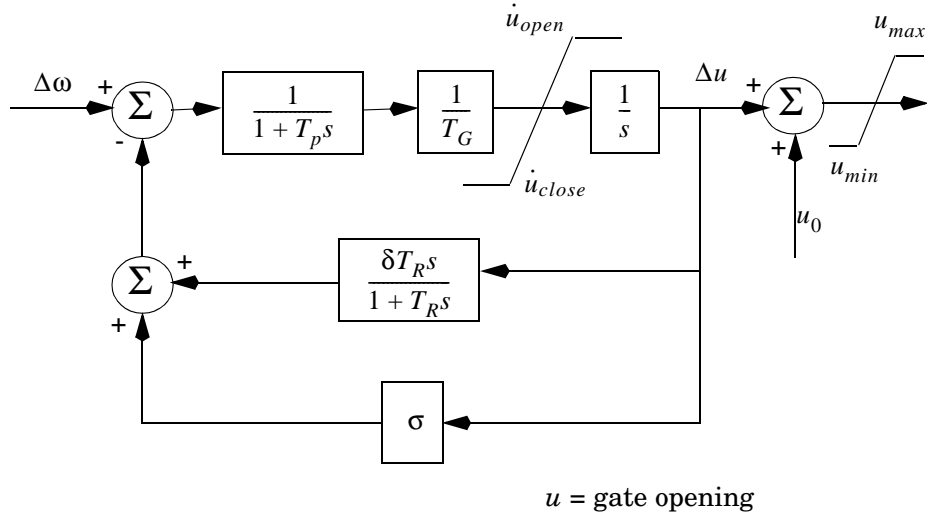 u̇open
umax
Δω
+
Σ
-
1
1 + Tps
1
TG
1
s
Δu
+
Σ
+
u̇close
umin
u0
Σ
+
+
δTRs
1 + TRs
σ
u = gate opening